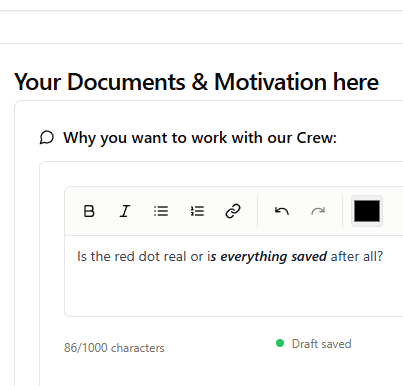 Your Documents & Motivation here
Why you want to work with our Crew:
B I
Is the red dot real or is everything saved after all?
86/1000 characters
Draft saved